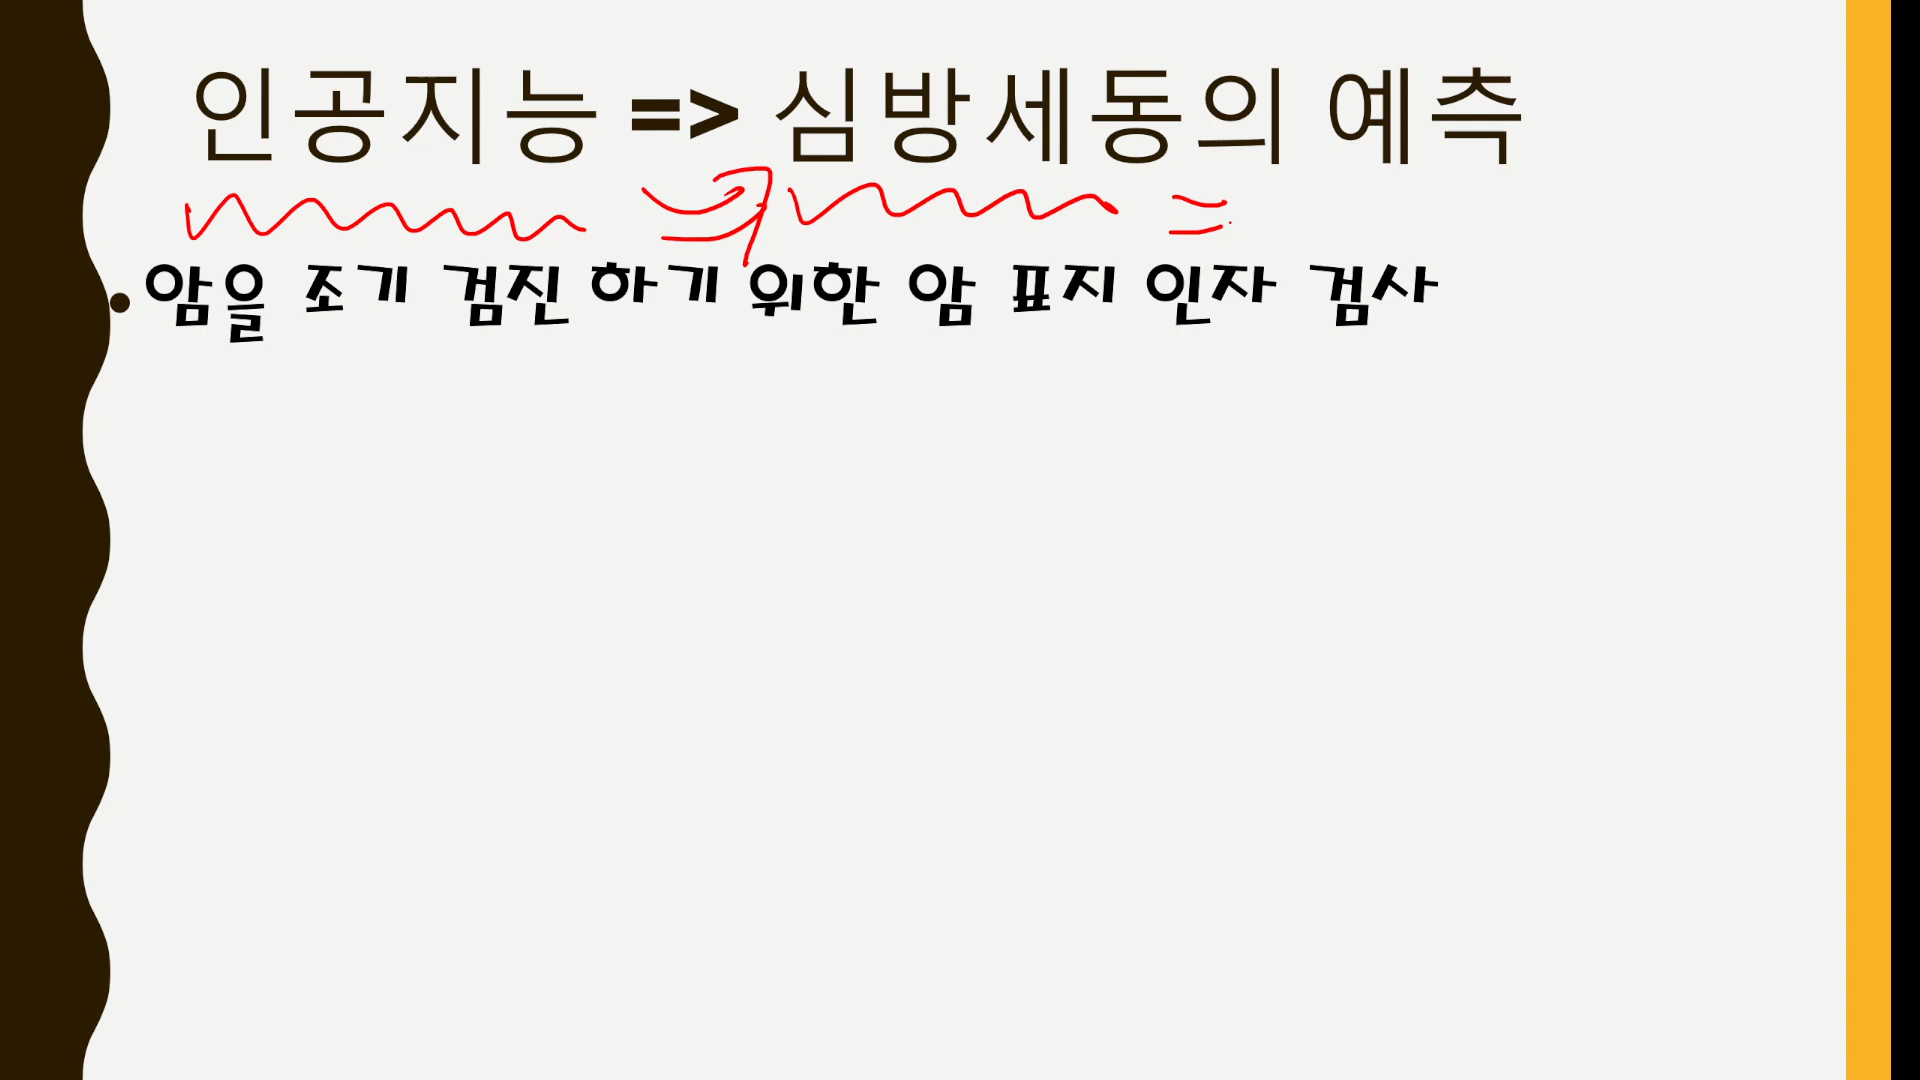 인공지능 => 심방세동의 예측
• 암을 조기 검진 하기 위한 암 표지 인자 검사